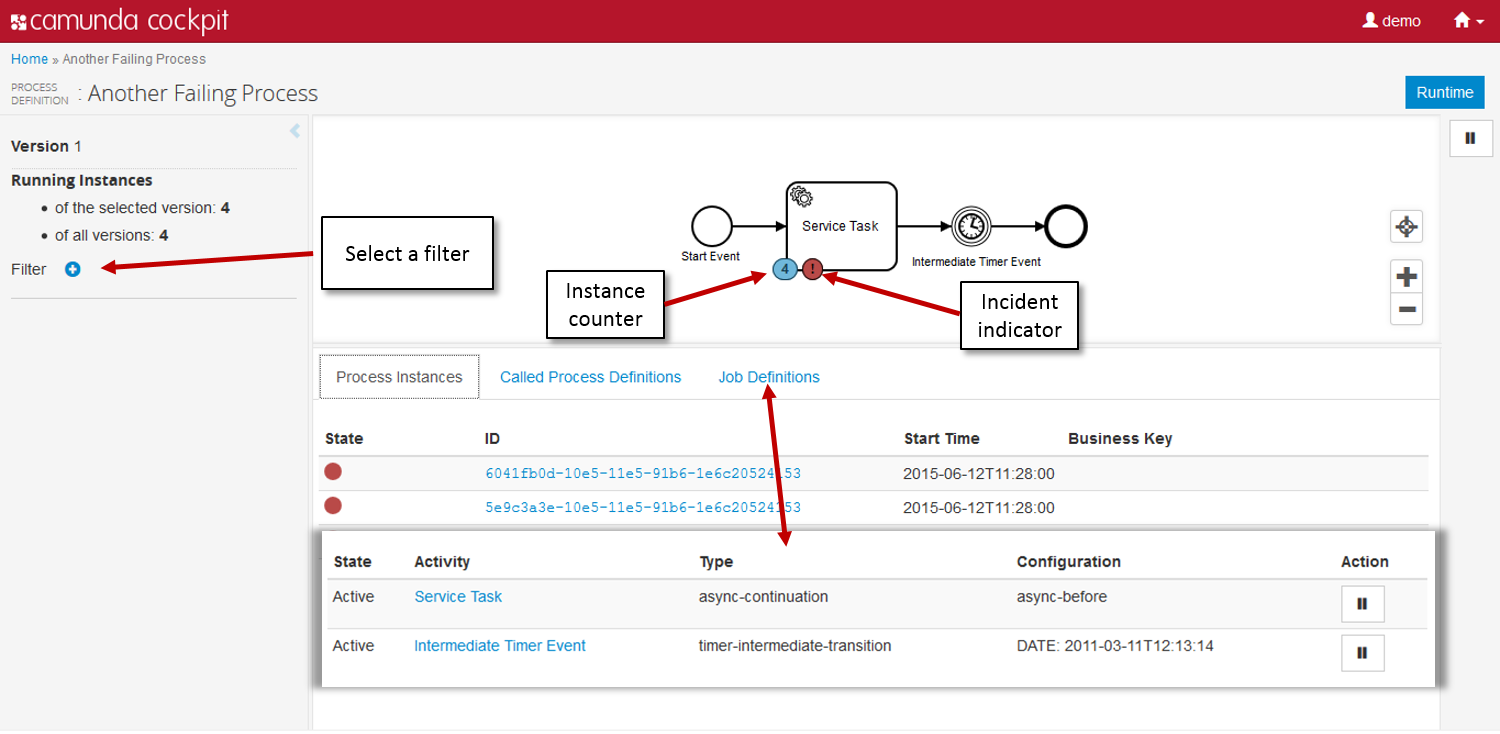 camunda cockpit
demo
Home » Another Failing Process
PROCESS
DEFINITION : Another Failing Process
Runtime
Version 1
Running Instances
of the selected version: 4
of all versions: 4
Filter
Select a filter
Start Event
Service Task
Intermediate Timer Event
4
!
Instance
counter
Incident
indicator
Process Instances
Called Process Definitions
Job Definitions
State ID Start Time Business Key
6041fb0d-10e5-11e5-91b6-1e6c20524153 2015-06-12T11:28:00
5e9c3a3e-10e5-11e5-91b6-1e6c20524153 2015-06-12T11:28:00
State Activity Type Configuration Action
Active Service Task async-continuation async-before
Active Intermediate Timer Event timer-intermediate-transition DATE: 2011-03-11T12:13:14